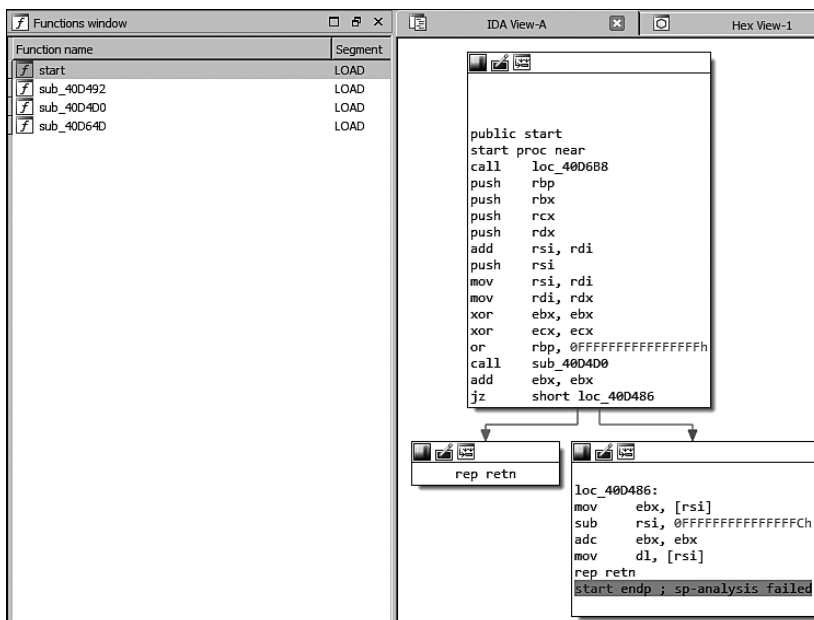 Functions window
Function name Segment
f start LOAD
f sub_40D492 LOAD
f sub_40D4D0 LOAD
f sub_40D64D LOAD
IDA View-A
Hex View-1
public start
start proc near
call loc_40D6B8
push rbp
push rbx
push rcx
push rdx
add rsi, rdi
push rsi
mov rsi, rdi
mov rdi, rdx
xor ebx, ebx
xor ecx, ecx
or rbp, 0FFFFFFFFFFFFFFFFh
call sub_40D4D0
add ebx, ebx
jz short loc_40D486
rep retn
loc_40D486:
mov ebx, [rsi]
sub rsi, 0FFFFFFFFFFFFFFFCh
adc ebx, ebx
mov dl, [rsi]
rep retn
start endp ; sp-analysis failed